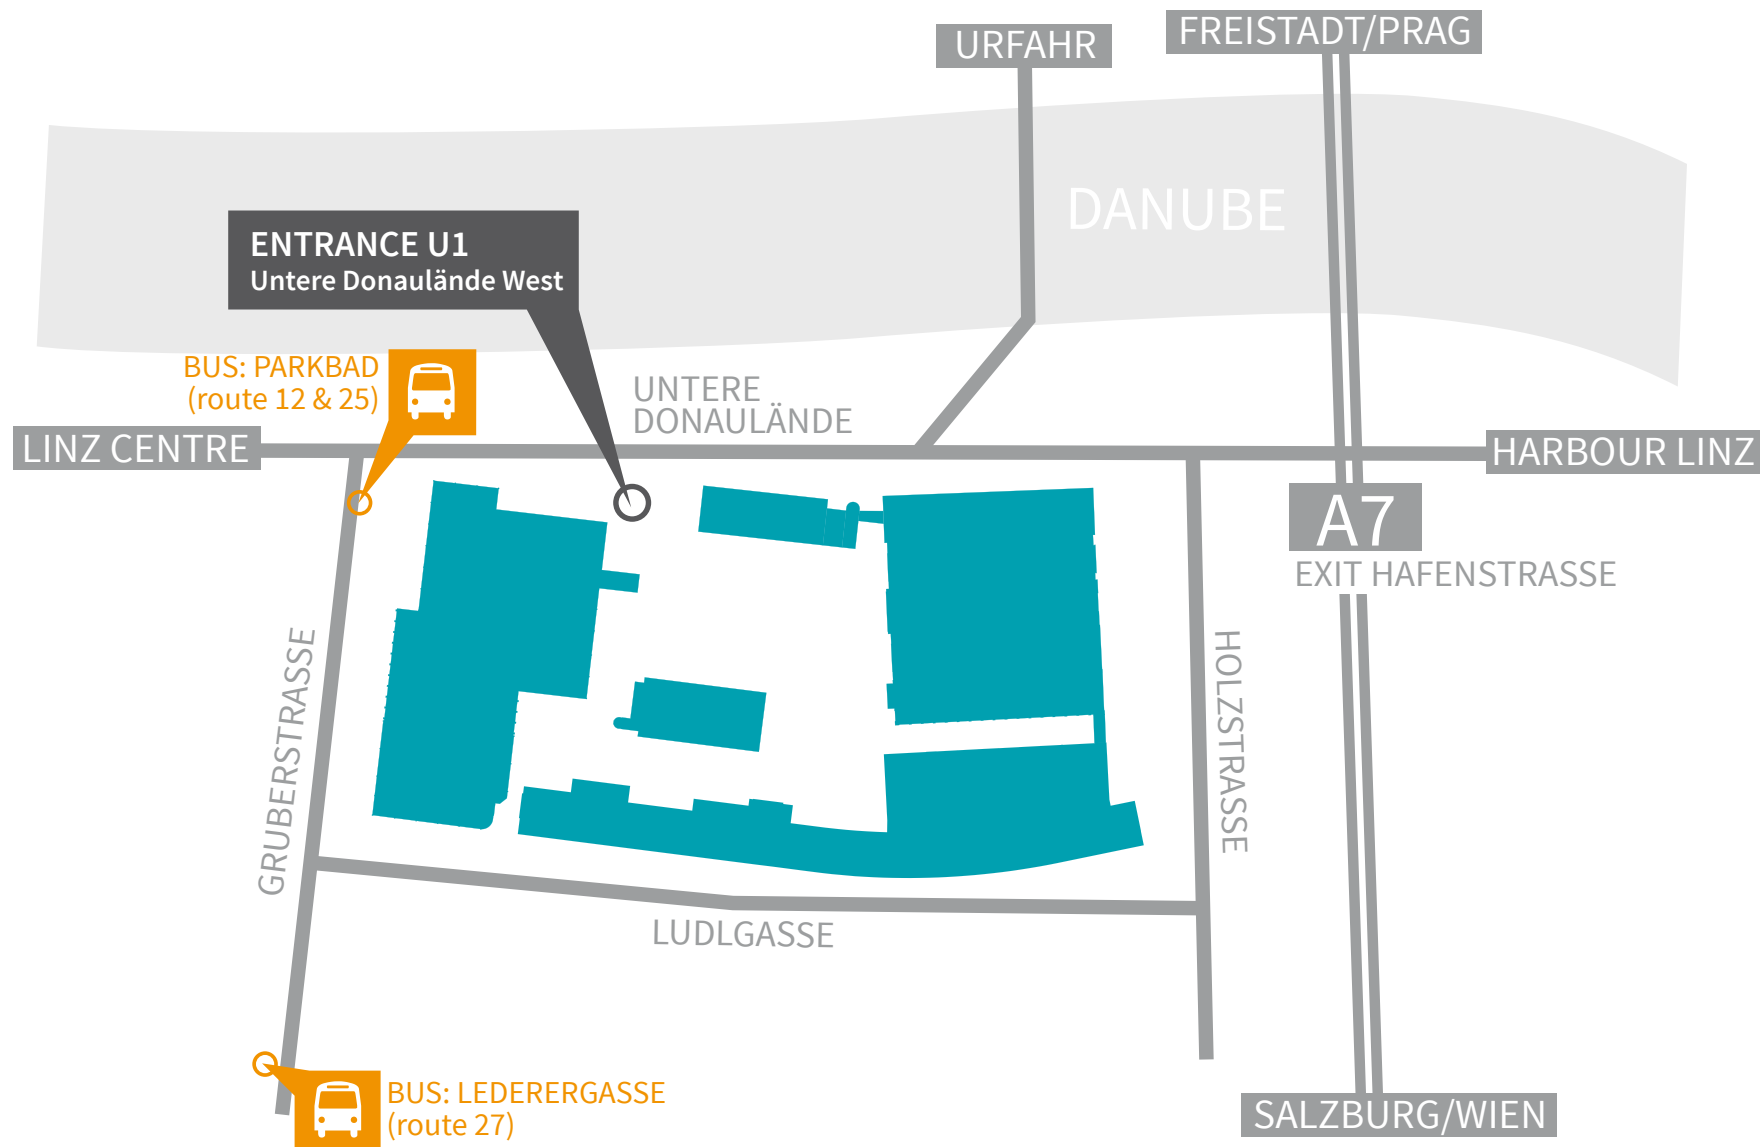 URFAHR
FREISTADT/PRAG
DANUBE
ENTRANCE U1
Untere Donaulände West
BUS: PARKBAD
(route 12 & 25)
UNTERE
DONAULÄNDE
LINZ CENTRE
HARBOUR LINZ
A7
EXIT HAFENSTRASSE
GRUBERSTRASSE
HOLZSTRASSE
LUDLGASSE
BUS: LEDERERGASSE
(route 27)
SALZBURG/WIEN